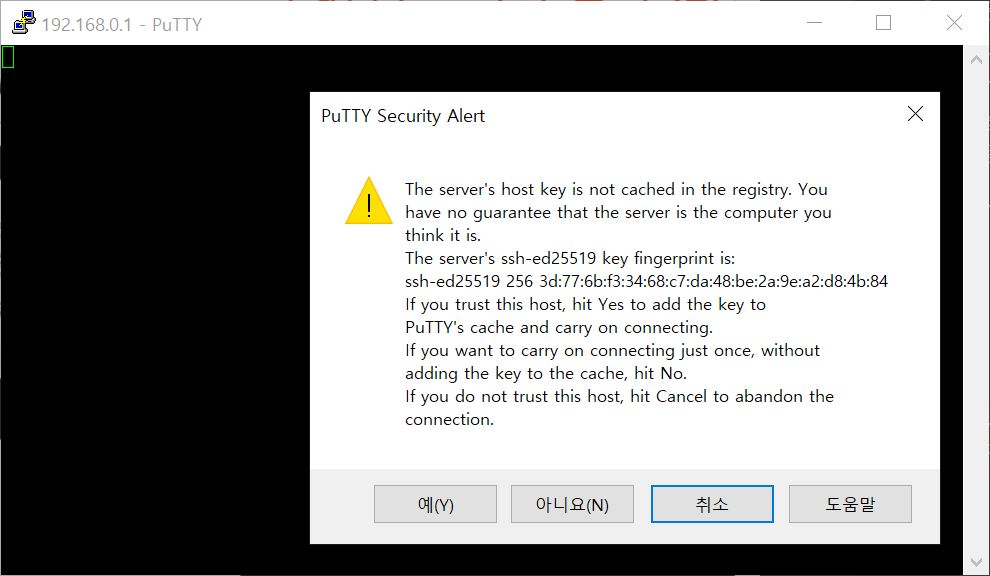 192.168.0.1 - PuTTY
PuTTY Security Alert
The server's host key is not cached in the registry. You
have no guarantee that the server is the computer you
think it is.
The server's ssh-ed25519 key fingerprint is:
ssh-ed25519 256 3d:77:6b:f3:34:68:c7:da:48:be:2a:9e:a2:d8:4b:84
If you trust this host, hit Yes to add the key to
PuTTY's cache and carry on connecting.
If you want to carry on connecting just once, without
adding the key to the cache, hit No.
If you do not trust this host, hit Cancel to abandon the
connection.
예(Y) 아니요(N) 취소 도움말